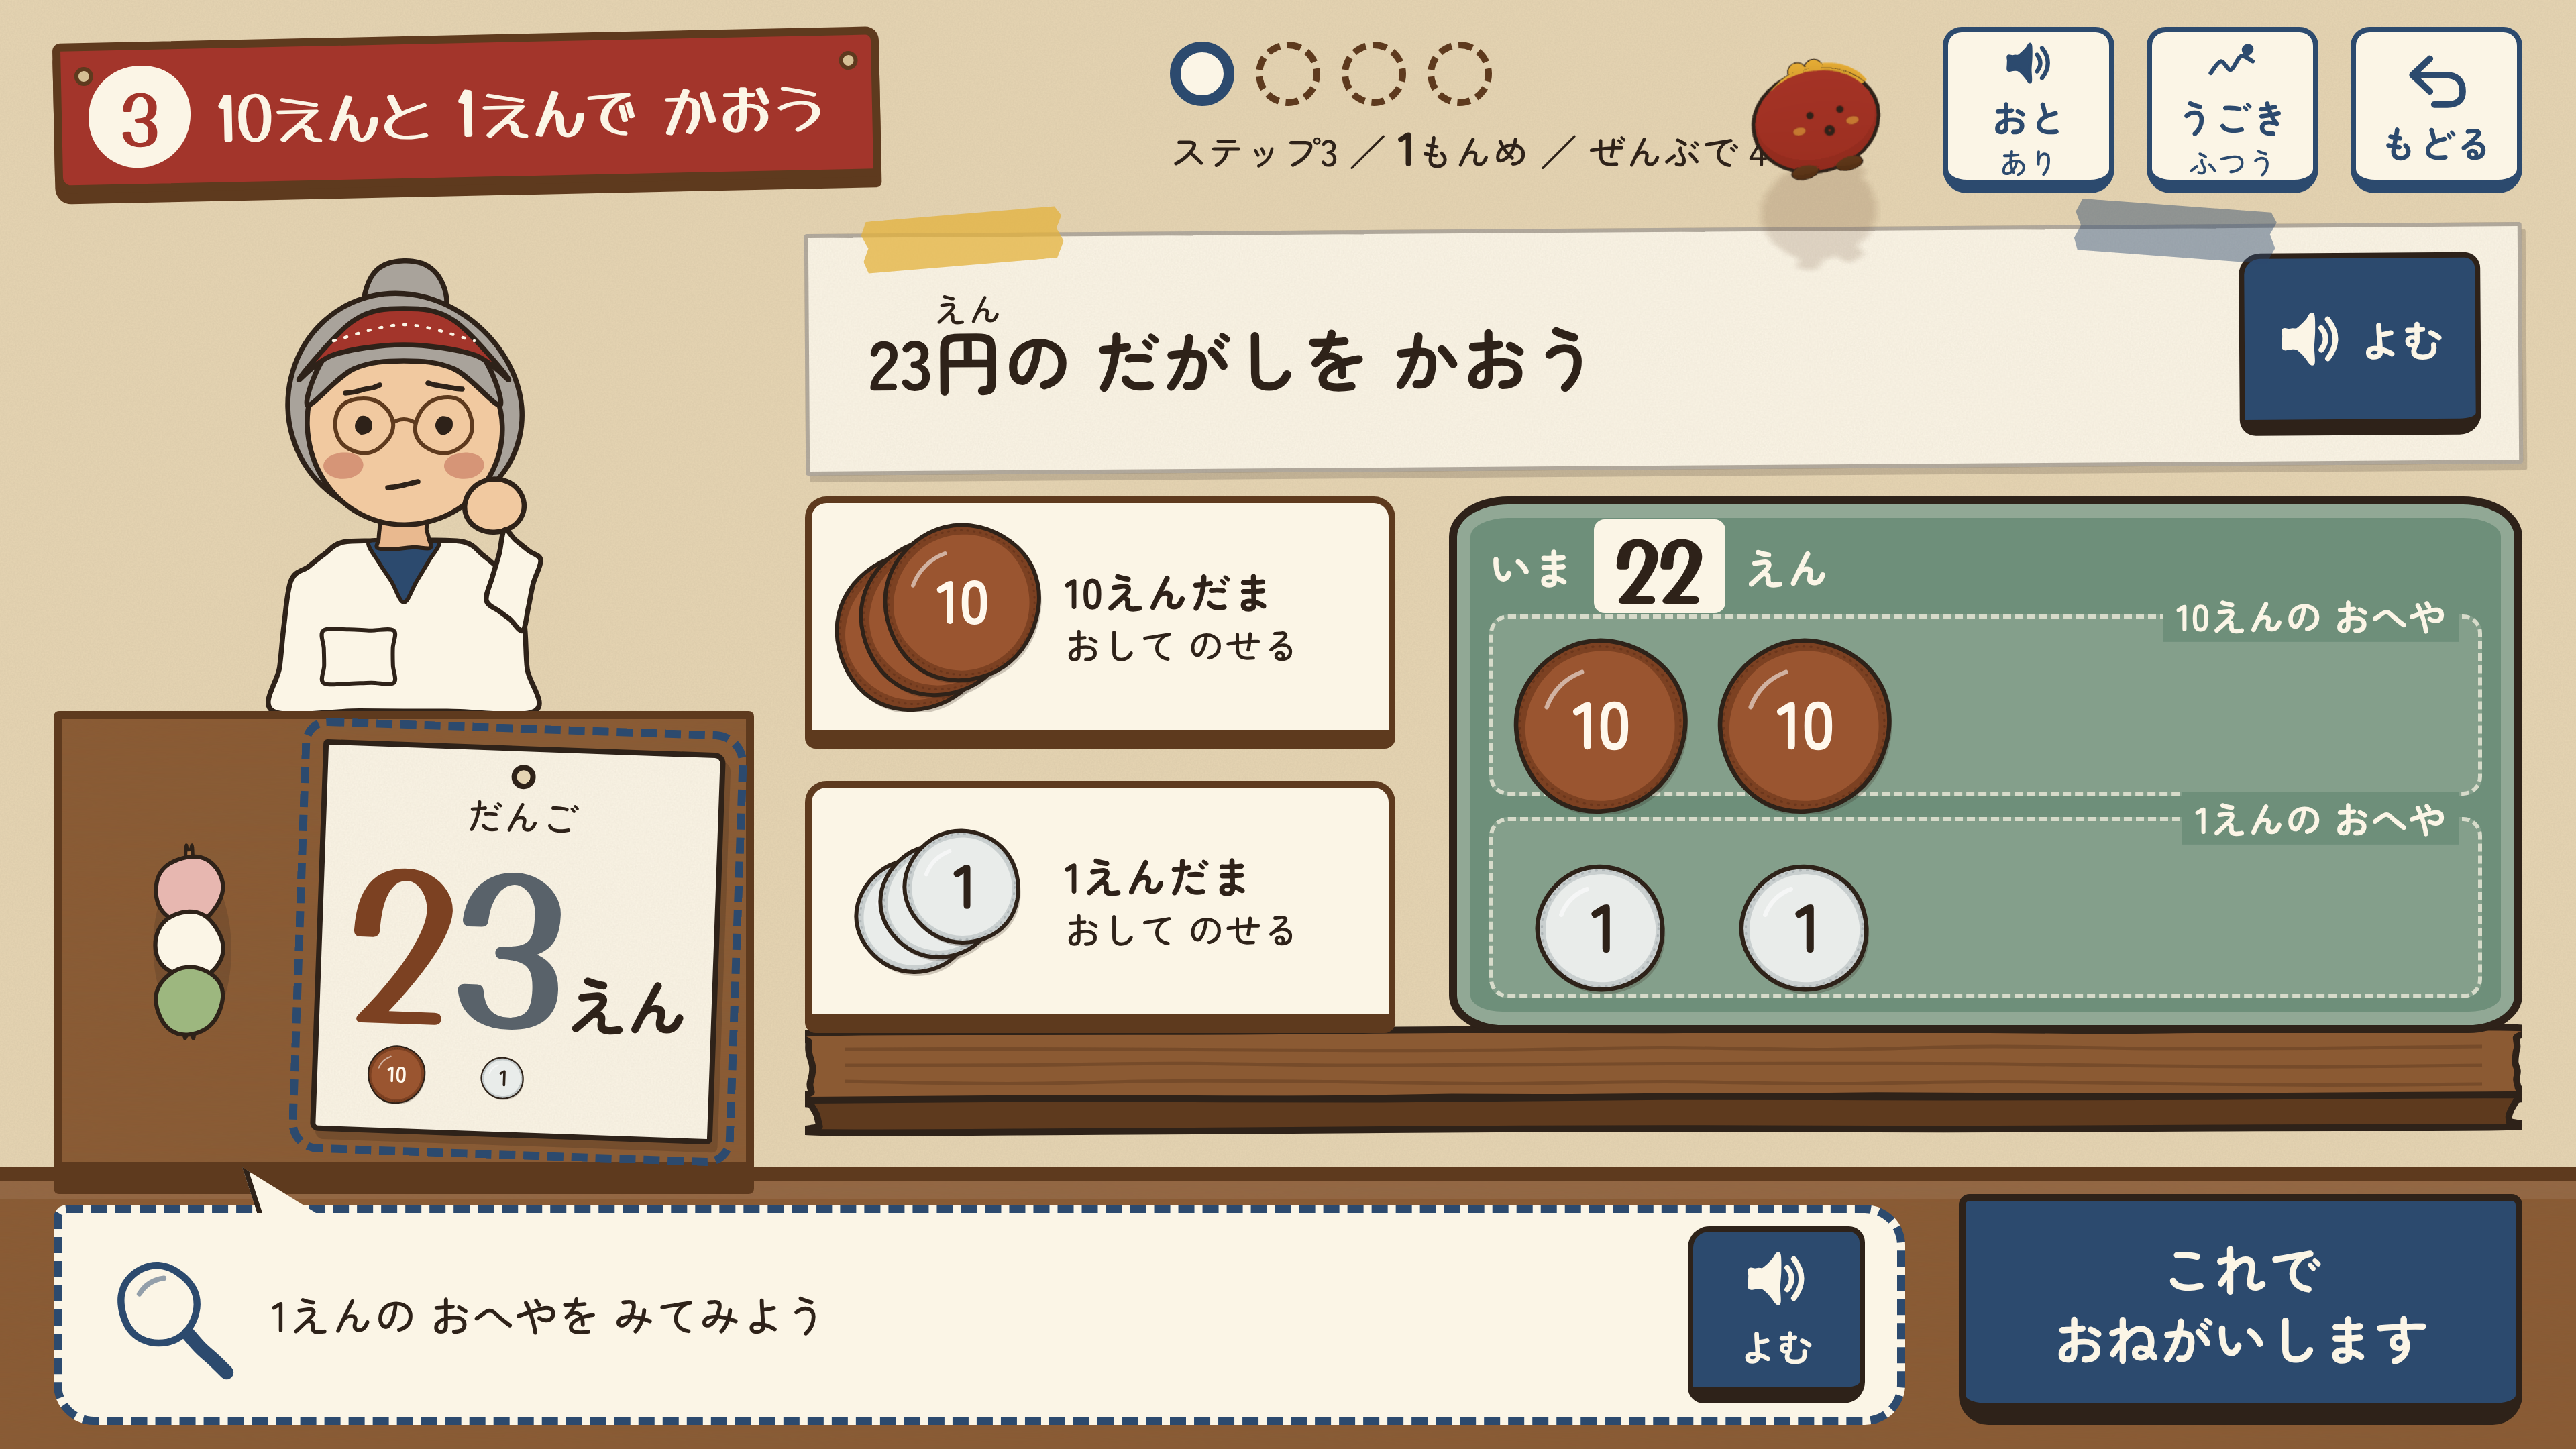 3 10えんと 1えんで かおう
ステップ3 ／ 1もんめ ／ ぜんぶで 4
おと
あり
うごき
ふつう
もどる
えん
23円の だがしを かおう
よむ
10
10えんだま
おして のせる
1
1えんだま
おして のせる
いま 22 えん
10えんの おへや
10 10
1えんの おへや
1 1
だんご
23えん
10 1
1えんの おへやを みてみよう
よむ
これで
おねがいします